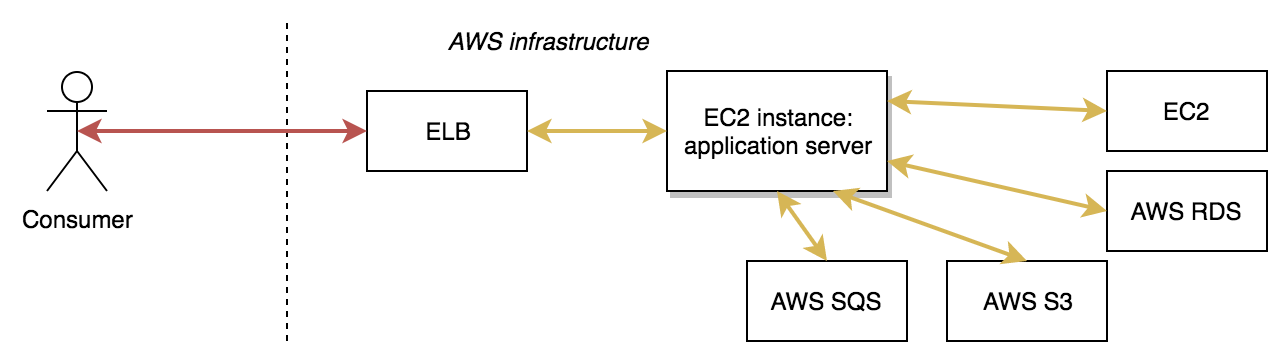 AWS infrastructure
Consumer
ELB
EC2 instance:
application server
EC2
AWS RDS
AWS SQS
AWS S3